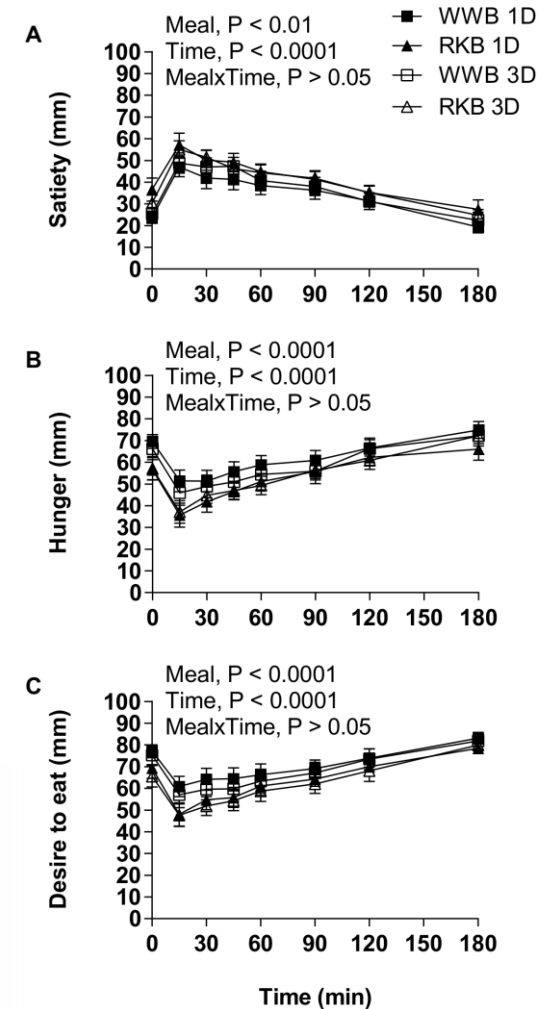 A
Meal, P < 0.01
Time, P < 0.0001
MealxTime, P > 0.05
WWB 1D
RKB 1D
WWB 3D
RKB 3D
Satiety (mm)
100
90
80
70
60
50
40
30
20
10
0
0 30 60 90 120 150 180
B
Meal, P < 0.0001
Time, P < 0.0001
MealxTime, P > 0.05
Hunger (mm)
100
90
80
70
60
50
40
30
20
10
0
0 30 60 90 120 150 180
C
Meal, P < 0.0001
Time, P < 0.0001
MealxTime, P > 0.05
Desire to eat (mm)
100
90
80
70
60
50
40
30
20
10
0
0 30 60 90 120 150 180
Time (min)